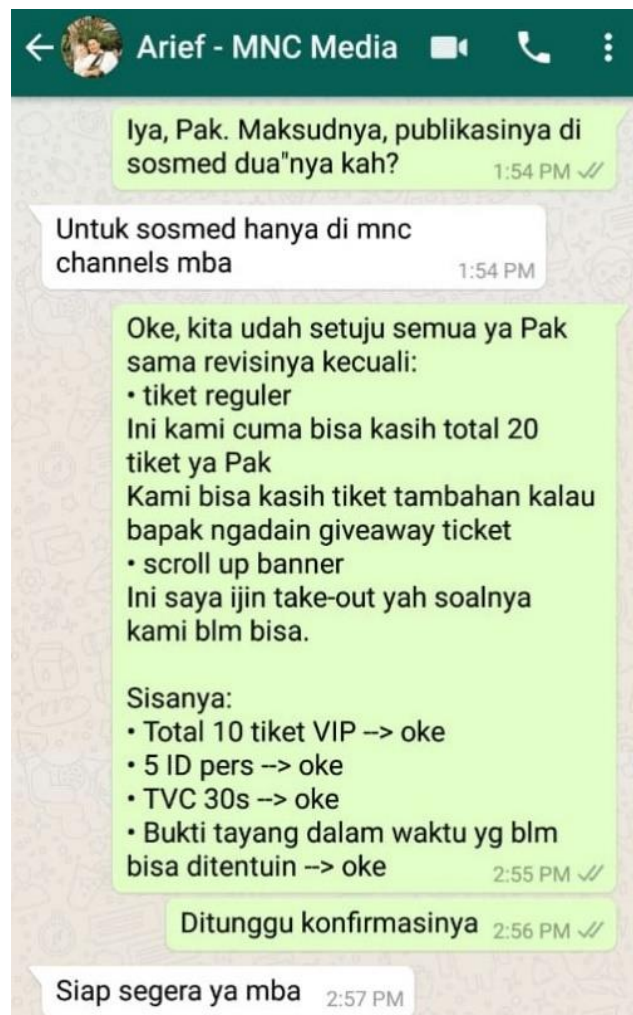 Arief - MNC Media
Iya, Pak. Maksudnya, publikasinya di
sosmed dua"nya kah?
1:54 PM
Untuk sosmed hanya di mnc
channels mba
1:54 PM
Oke, kita udah setuju semua ya Pak
sama revisinya kecuali:
• tiket reguler
Ini kami cuma bisa kasih total 20
tiket ya Pak
Kami bisa kasih tiket tambahan kalau
bapak ngadain giveaway ticket
• scroll up banner
Ini saya ijin take-out yah soalnya
kami blm bisa.
Sisanya:
• Total 10 tiket VIP --> oke
• 5 ID pers --> oke
• TVC 30s --> oke
• Bukti tayang dalam waktu yg blm
bisa ditentuin --> oke
2:55 PM
Ditunggu konfirmasinya 2:56 PM
Siap segera ya mba 2:57 PM